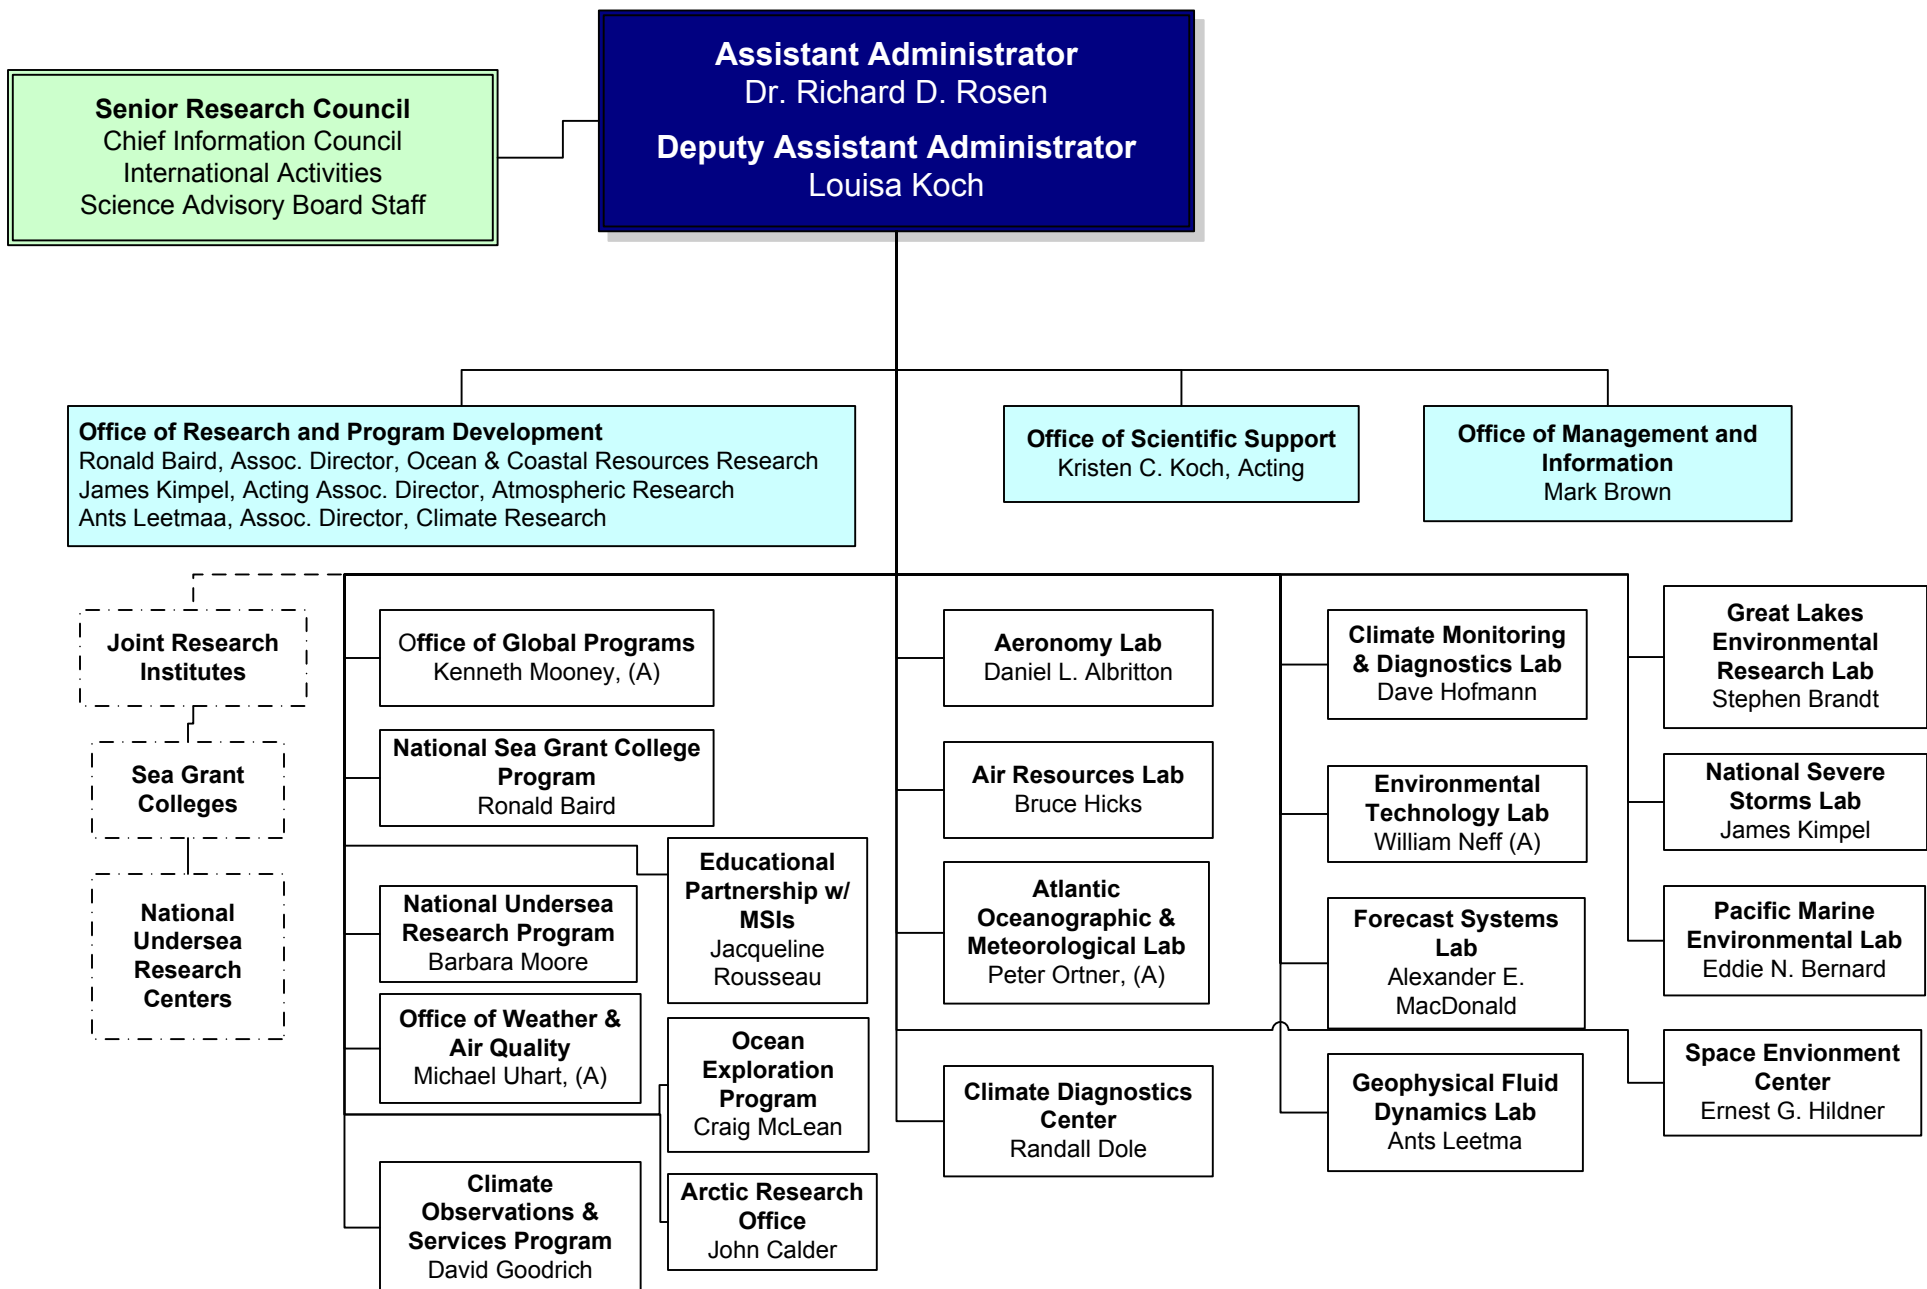 Assistant Administrator
Dr. Richard D. Rosen
Deputy Assistant Administrator
Louisa Koch
Senior Research Council
Chief Information Council
International Activities
Science Advisory Board Staff
Office of Research and Program Development
Ronald Baird, Assoc. Director, Ocean & Coastal Resources Research
James Kimpel, Acting Assoc. Director, Atmospheric Research
Ants Leetmaa, Assoc. Director, Climate Research
Office of Scientific Support
Kristen C. Koch, Acting
Office of Management and
Information
Mark Brown
Joint Research
Institutes
Sea Grant
Colleges
National
Undersea
Research
Centers
Office of Global Programs
Kenneth Mooney, (A)
National Sea Grant College
Program
Ronald Baird
Educational
Partnership w/
MSIs
Jacqueline
Rousseau
National Undersea
Research Program
Barbara Moore
Office of Weather &
Air Quality
Michael Uhart, (A)
Ocean
Exploration
Program
Craig McLean
Climate
Observations &
Services Program
David Goodrich
Arctic Research
Office
John Calder
Aeronomy Lab
Daniel L. Albritton
Air Resources Lab
Bruce Hicks
Atlantic
Oceanographic &
Meteorological Lab
Peter Ortner, (A)
Climate Diagnostics
Center
Randall Dole
Climate Monitoring
& Diagnostics Lab
Dave Hofmann
Environmental
Technology Lab
William Neff (A)
Forecast Systems
Lab
Alexander E.
MacDonald
Geophysical Fluid
Dynamics Lab
Ants Leetma
Great Lakes
Environmental
Research Lab
Stephen Brandt
National Severe
Storms Lab
James Kimpel
Pacific Marine
Environmental Lab
Eddie N. Bernard
Space Envionment
Center
Ernest G. Hildner